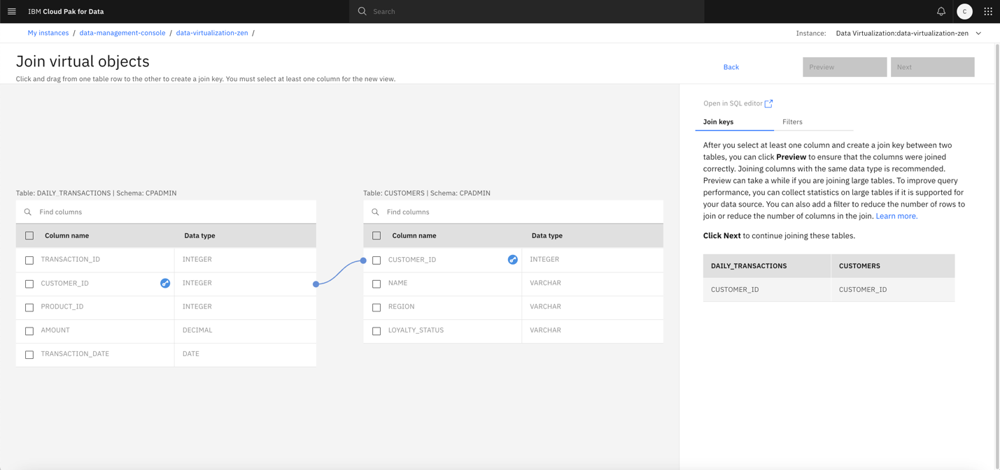 IBM Cloud Pak for Data
Search
C
My instances / data-management-console / data-virtualization-zen /
Instance: Data Virtualization:data-virtualization-zen
Join virtual objects
Click and drag from one table row to the other to create a join key. You must select at least one column for the new view.
Back
Preview
Next
Open in SQL editor
Join keys
Filters
After you select at least one column and create a join key between two
tables, you can click Preview to ensure that the columns were joined
correctly. Joining columns with the same data type is recommended.
Preview can take a while if you are joining large tables. To improve query
performance, you can collect statistics on large tables if it is supported for
your data source. You can also add a filter to reduce the number of rows to
join or reduce the number of columns in the join. Learn more.
Click Next to continue joining these tables.
DAILY_TRANSACTIONS CUSTOMERS
CUSTOMER_ID CUSTOMER_ID
Table: DAILY_TRANSACTIONS | Schema: CPADMIN
Find columns
Column name Data type
TRANSACTION_ID INTEGER
CUSTOMER_ID INTEGER
PRODUCT_ID INTEGER
AMOUNT DECIMAL
TRANSACTION_DATE DATE
Table: CUSTOMERS | Schema: CPADMIN
Find columns
Column name Data type
CUSTOMER_ID INTEGER
NAME VARCHAR
REGION VARCHAR
LOYALTY_STATUS VARCHAR